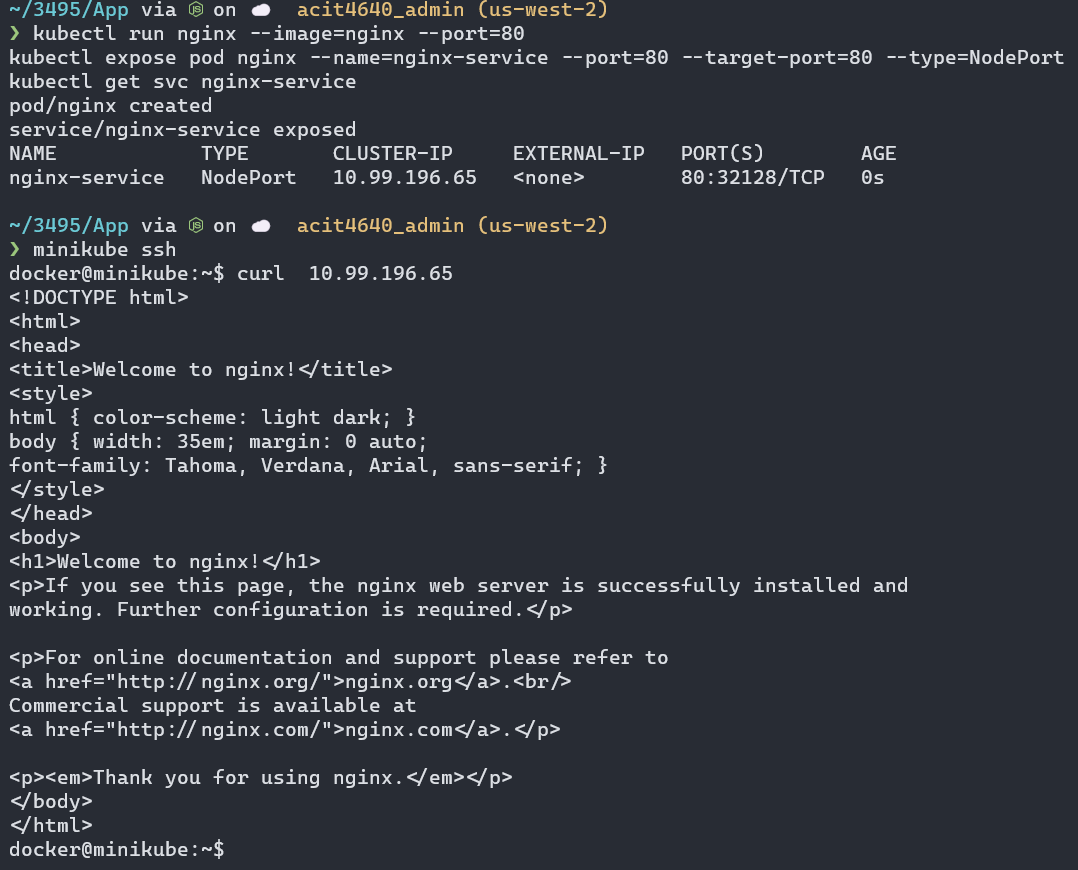 ~/3495/App via JS on acit4640_admin (us-west-2)
❯ kubectl run nginx --image=nginx --port=80
kubectl expose pod nginx --name=nginx-service --port=80 --target-port=80 --type=NodePort
kubectl get svc nginx-service
pod/nginx created
service/nginx-service exposed
NAME            TYPE       CLUSTER-IP     EXTERNAL-IP   PORT(S)        AGE
nginx-service   NodePort   10.99.196.65   <none>        80:32128/TCP   0s
~/3495/App via JS on acit4640_admin (us-west-2)
❯ minikube ssh
docker@minikube:~$ curl  10.99.196.65
<!DOCTYPE html>
<html>
<head>
<title>Welcome to nginx!</title>
<style>
html { color-scheme: light dark; }
body { width: 35em; margin: 0 auto;
font-family: Tahoma, Verdana, Arial, sans-serif; }
</style>
</head>
<body>
<h1>Welcome to nginx!</h1>
<p>If you see this page, the nginx web server is successfully installed and
working. Further configuration is required.</p>
<p>For online documentation and support please refer to
<a href="http://nginx.org/">nginx.org</a>.<br/>
Commercial support is available at
<a href="http://nginx.com/">nginx.com</a>.</p>
<p><em>Thank you for using nginx.</em></p>
</body>
</html>
docker@minikube:~$